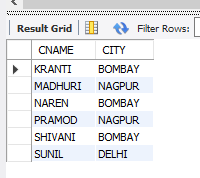 Result Grid Filter Rows:
CNAME CITY
KRANTI BOMBAY
MADHURI NAGPUR
NAREN BOMBAY
PRAMOD NAGPUR
SHIVANI BOMBAY
SUNIL DELHI